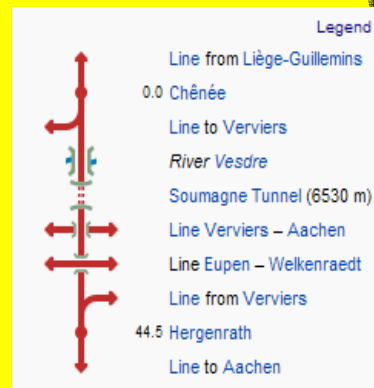 Legend
Line from Liège-Guillemins
0.0 Chênée
Line to Verviers
River Vesdre
Soumagne Tunnel (6530 m)
Line Verviers – Aachen
Line Eupen – Welkenraedt
Line from Verviers
44.5 Hergenrath
Line to Aachen